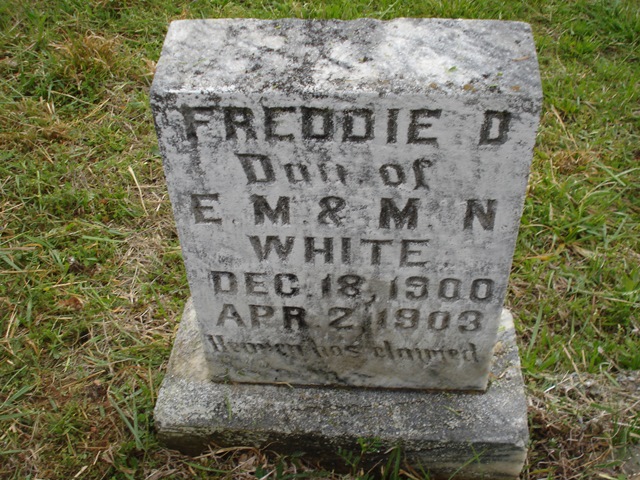 FREDDIE D
Dau. of
E. M. & M. N
WHITE
DEC. 18, 1900
APR. 2, 1903
Heaven has claimed